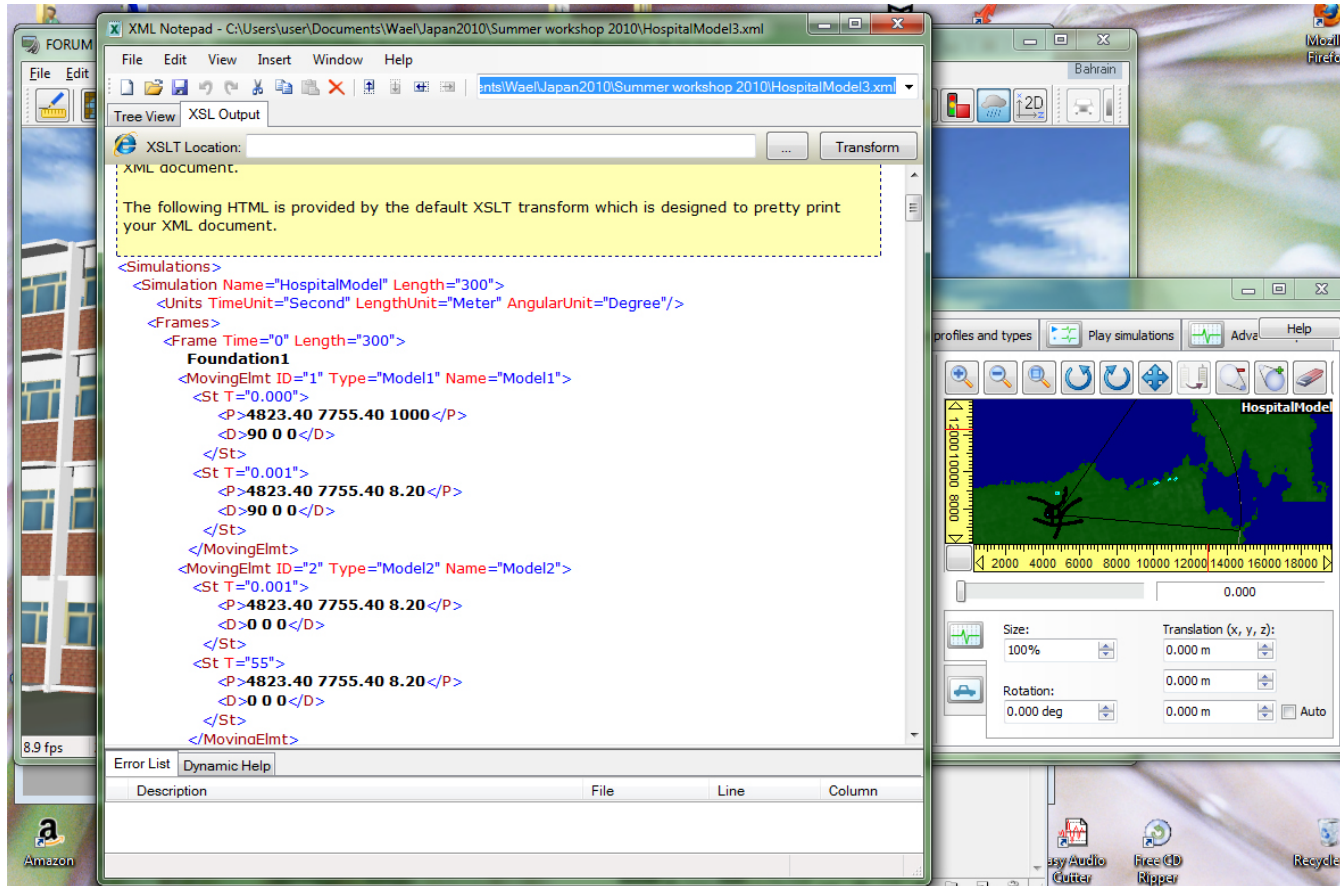 XML Notepad - C:\Users\user\Documents\Wael\Japan2010\Summer workshop 2010\HospitalModel3.xml
File Edit View Insert Window Help
ents\Wael\Japan2010\Summer workshop 2010\HospitalModel3.xml
Tree View XSL Output
XSLT Location: ... Transform
XML document.
The following HTML is provided by the default XSLT transform which is designed to pretty print
your XML document.
<Simulations>
<Simulation Name="HospitalModel" Length="300">
<Units TimeUnit="Second" LengthUnit="Meter" AngularUnit="Degree"/>
<Frames>
<Frame Time="0" Length="300">
Foundation1
<MovingElmt ID="1" Type="Model1" Name="Model1">
<St T="0.000">
<P>4823.40 7755.40 1000</P>
<D>90 0 0</D>
</St>
<St T="0.001">
<P>4823.40 7755.40 8.20</P>
<D>90 0 0</D>
</St>
</MovingElmt>
<MovingElmt ID="2" Type="Model2" Name="Model2">
<St T="0.001">
<P>4823.40 7755.40 8.20</P>
<D>0 0 0</D>
</St>
<St T="55">
<P>4823.40 7755.40 8.20</P>
<D>0 0 0</D>
</St>
</MovingElmt>
Error List Dynamic Help
Description File Line Column
FORUM
File Edit
8.9 fps
Amazon
Bahrain
2D
Help
profiles and types Play simulations Adva
HospitalModel
12000 10000 8000
2000 4000 6000 8000 10000 12000 14000 16000 18000
0.000
Size: Translation (x, y, z):
100% 0.000 m
0.000 m
Rotation:
0.000 deg 0.000 m Auto
Mozill
Firefo
asy Audio
Cutter
Free CD
Ripper
Recycle